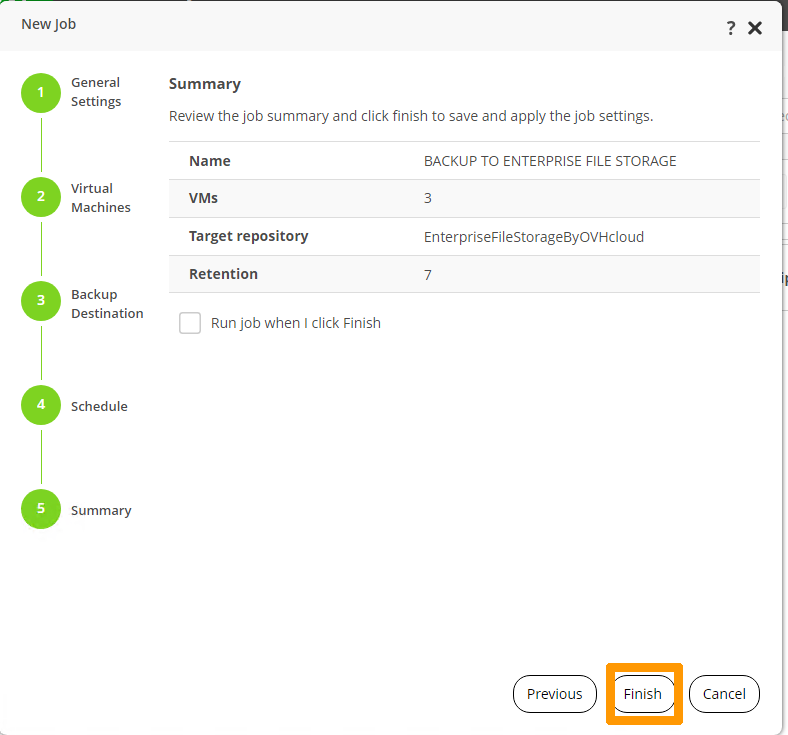 New Job
?
1
General
Settings
2
Virtual
Machines
3
Backup
Destination
4
Schedule
5
Summary
Summary
Review the job summary and click finish to save and apply the job settings.
Name BACKUP TO ENTERPRISE FILE STORAGE
VMs 3
Target repository EnterpriseFileStorageByOVHcloud
Retention 7
Run job when I click Finish
Previous Finish Cancel